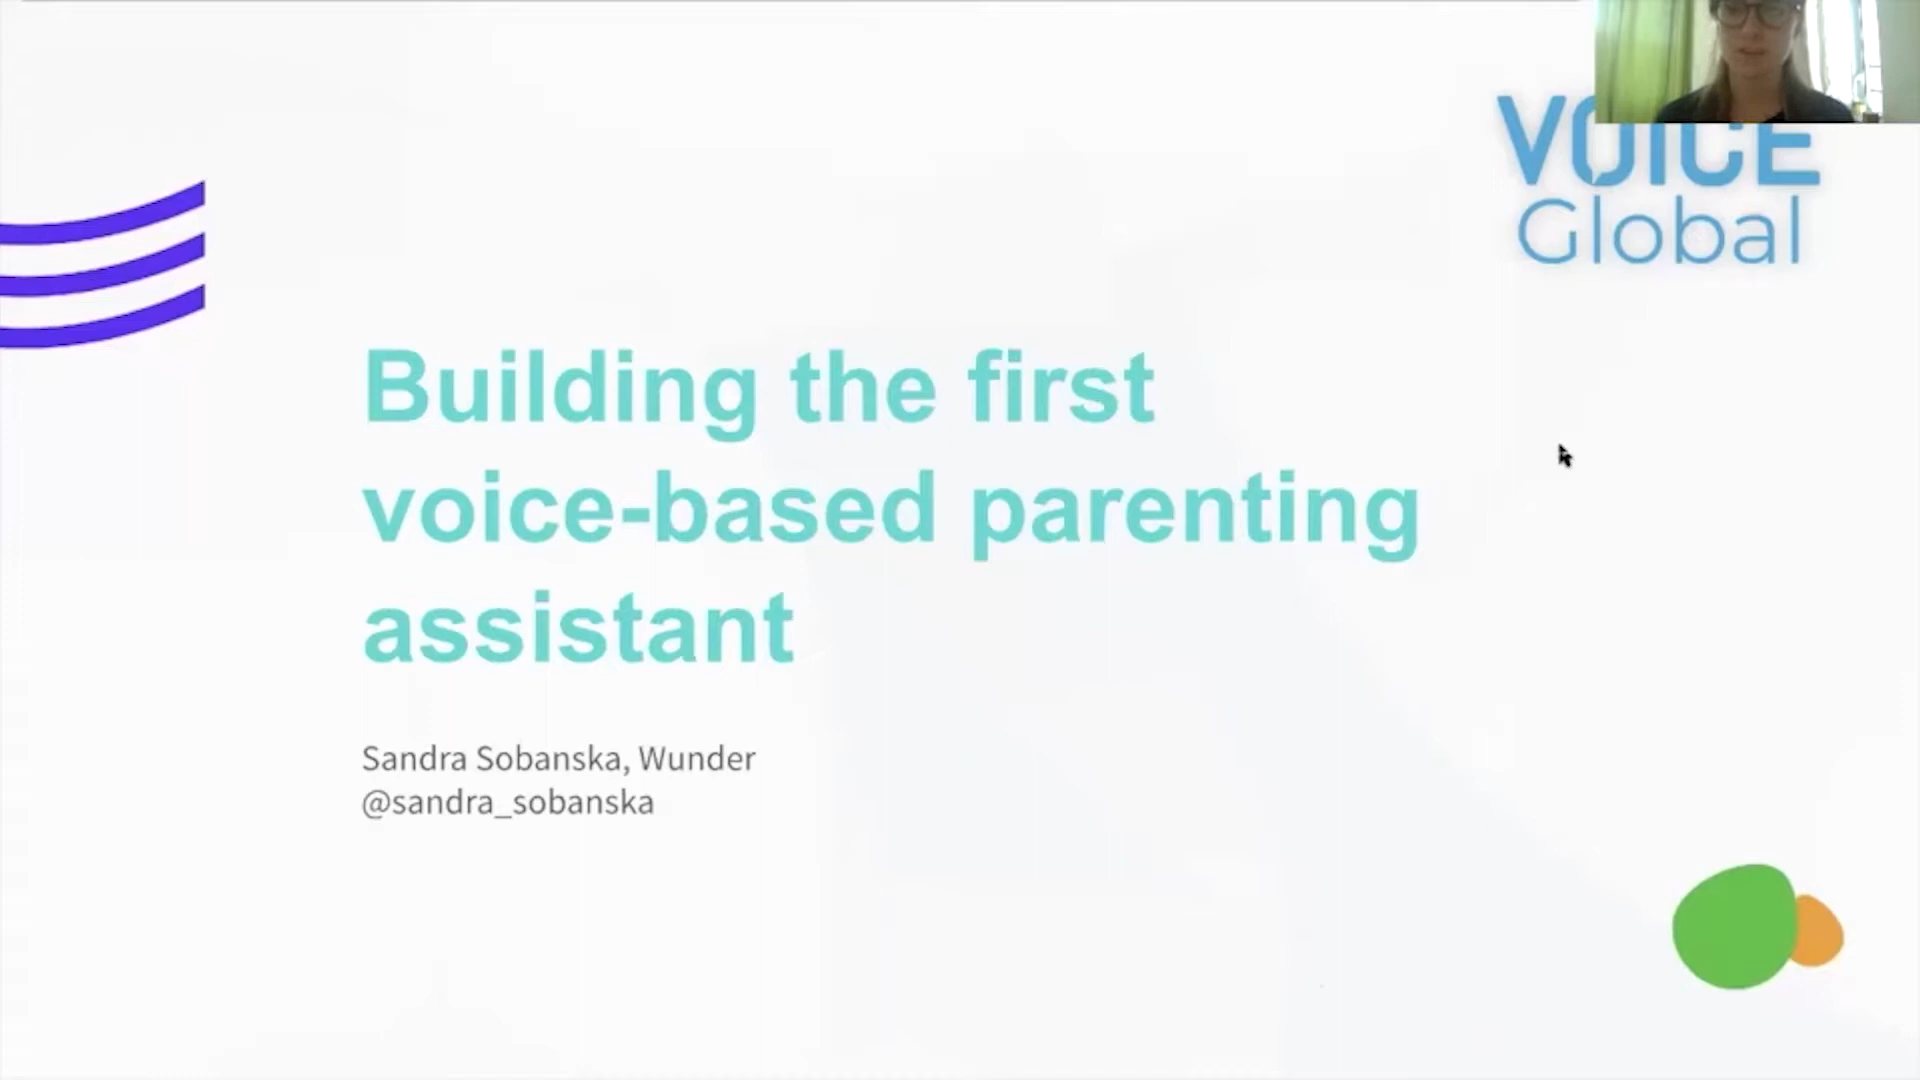 VOICE
Global
Building the first
voice-based parenting
assistant
Sandra Sobanska, Wunder
@sandra_sobanska